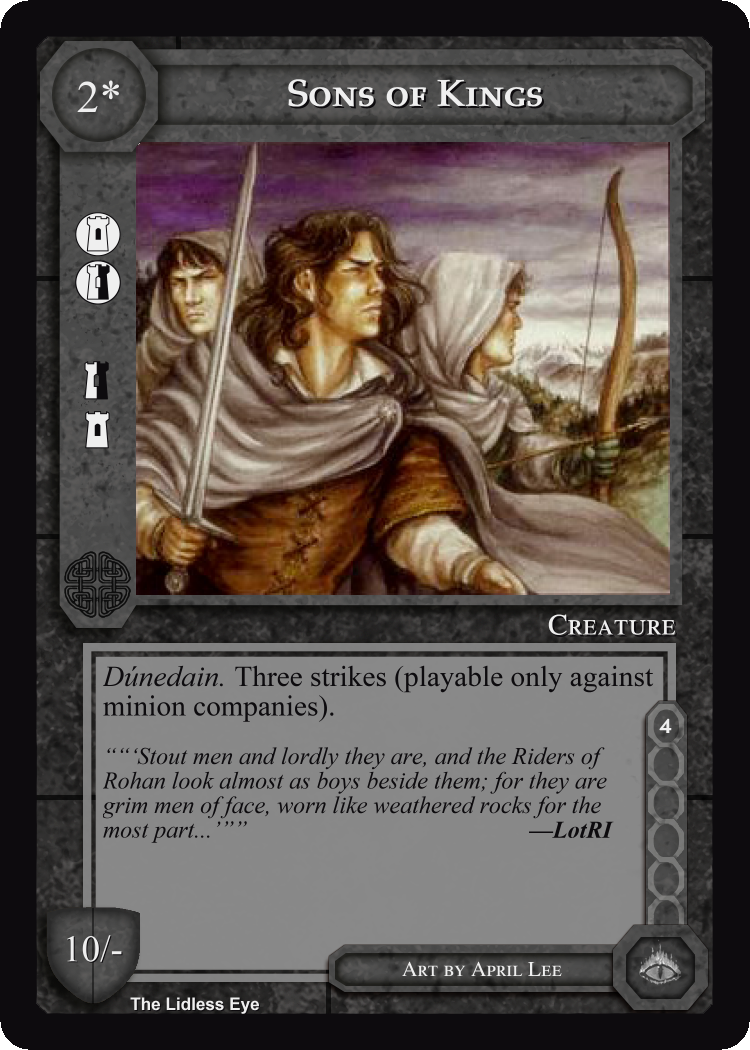 2*
Sons of Kings
Creature
Dúnedain. Three strikes (playable only against
minion companies).
4
““‘Stout men and lordly they are, and the Riders of
Rohan look almost as boys beside them; for they are
grim men of face, worn like weathered rocks for the
most part...’”” —LotRI
10/-
Art by April Lee
The Lidless Eye